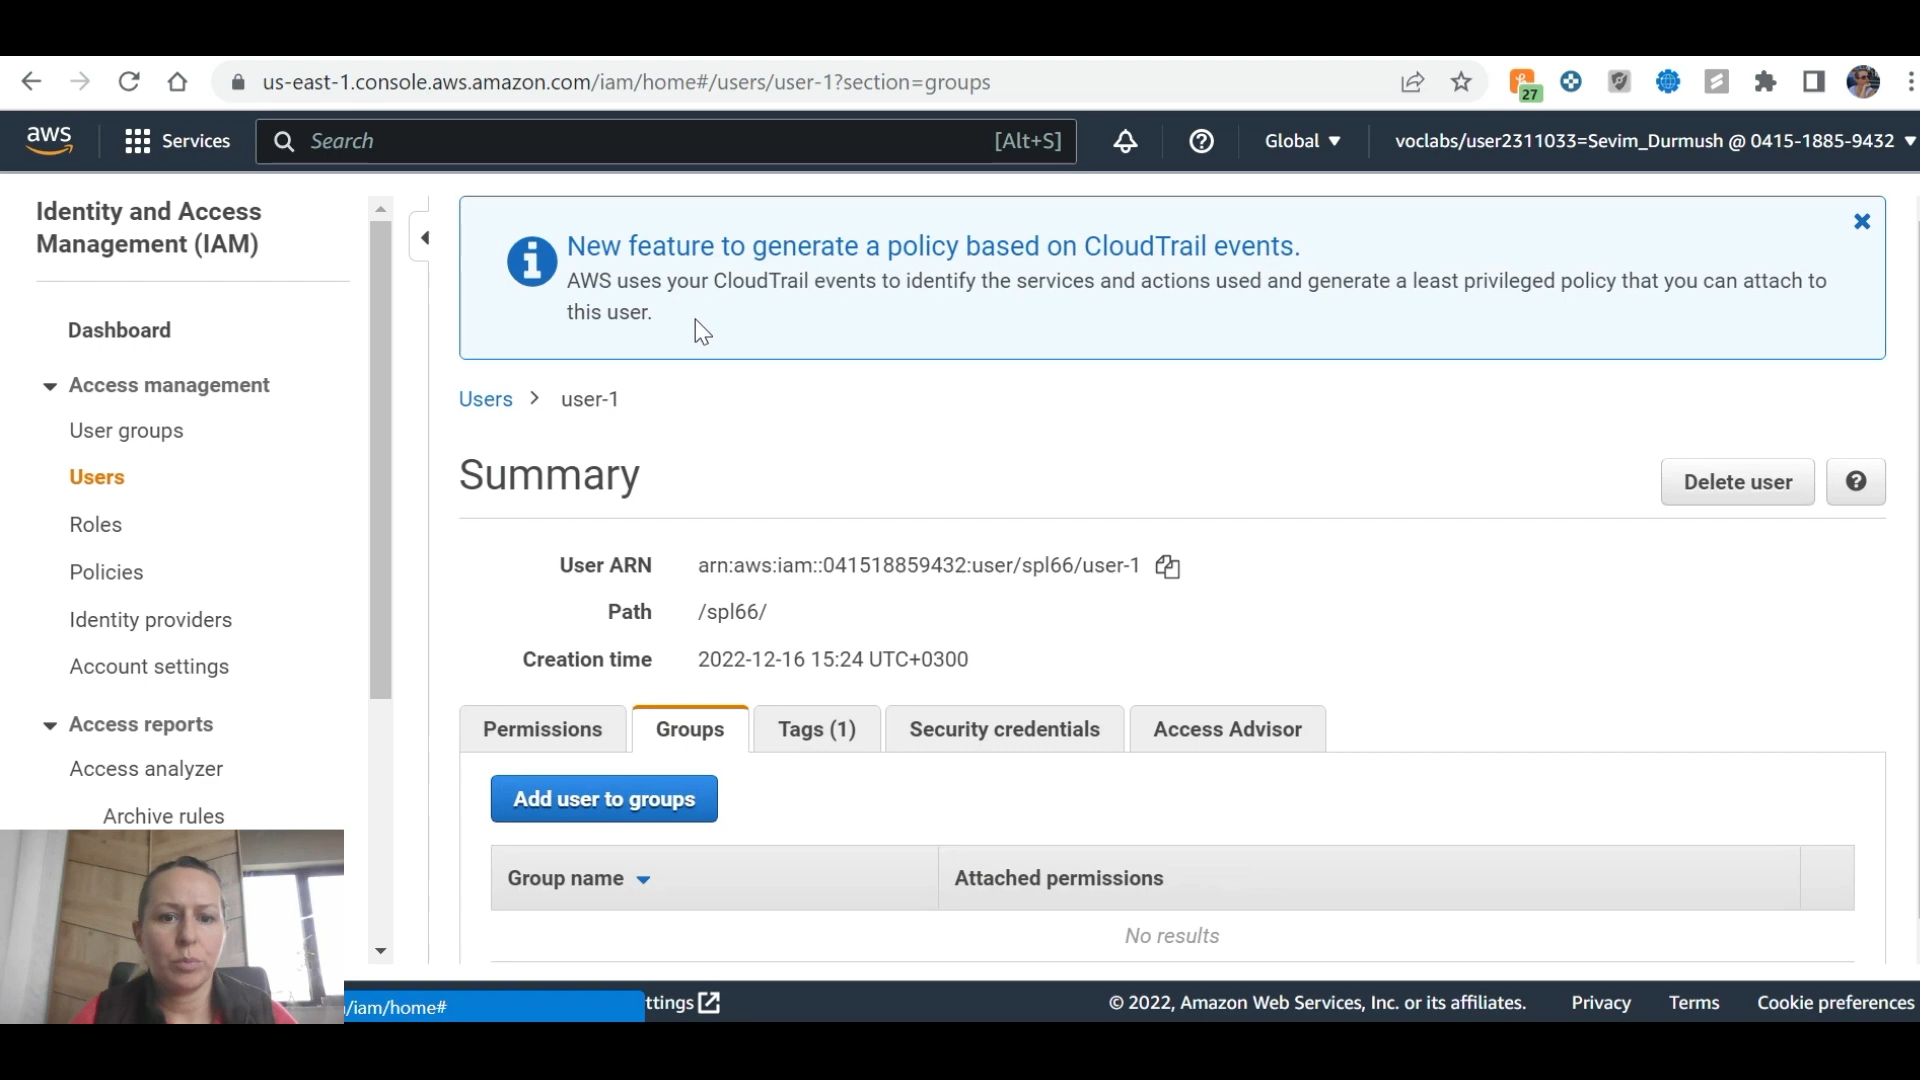 us-east-1.console.aws.amazon.com/iam/home#/users/user-1?section=groups
27
aws
Services
Search
[Alt+S]
Global
voclabs/user2311033=Sevim_Durmush @ 0415-1885-9432
Identity and Access
Management (IAM)
Dashboard
Access management
User groups
Users
Roles
Policies
Identity providers
Account settings
Access reports
Access analyzer
Archive rules
New feature to generate a policy based on CloudTrail events.
AWS uses your CloudTrail events to identify the services and actions used and generate a least privileged policy that you can attach to
this user.
Users > user-1
Summary
Delete user
User ARN arn:aws:iam::041518859432:user/spl66/user-1
Path /spl66/
Creation time 2022-12-16 15:24 UTC+0300
Permissions
Groups
Tags (1)
Security credentials
Access Advisor
Add user to groups
Group name
Attached permissions
No results
/iam/home#
ttings
© 2022, Amazon Web Services, Inc. or its affiliates.
Privacy
Terms
Cookie preferences